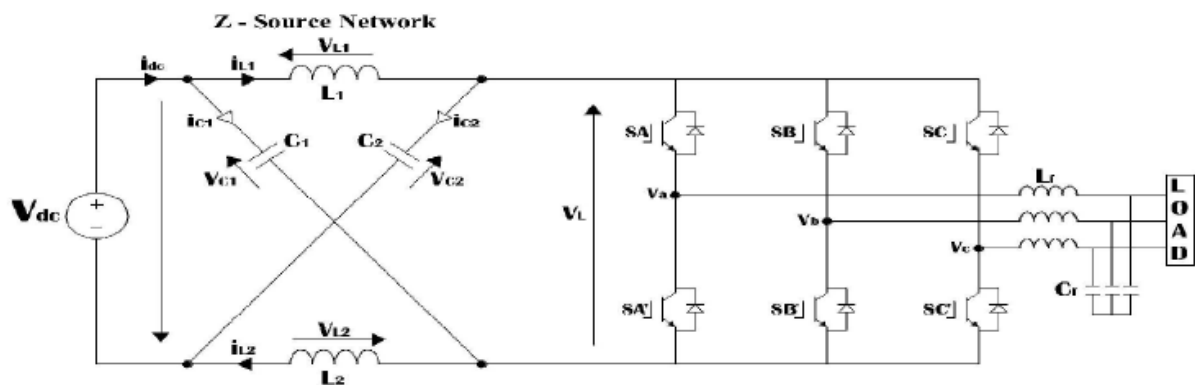 Z - Source Network
VL1
idc
iL1
L1
iC1
C1
C2
iC2
VC1
VC2
Vdc
VL
SA
SB
SC
Va
Vb
Vc
Lf
LOAD
Cf
SA'
SB'
SC'
VL2
iL2
L2